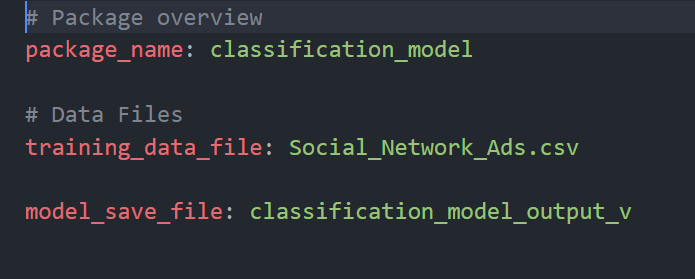 # Package overview
package_name: classification_model
# Data Files
training_data_file: Social_Network_Ads.csv
model_save_file: classification_model_output_v